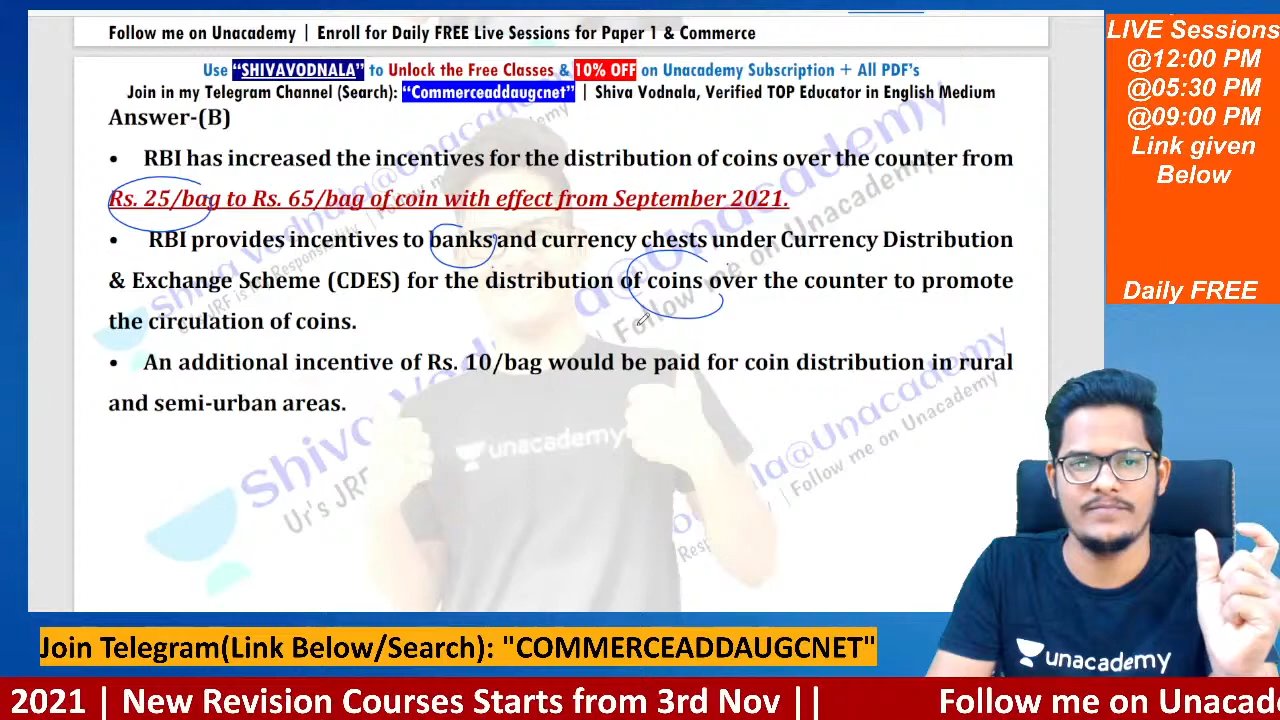 Follow me on Unacademy | Enroll for Daily FREE Live Sessions for Paper 1 & Commerce
Use “SHIVAVODNALA” to Unlock the Free Classes & 10% OFF on Unacademy Subscription + All PDF’s
Join in my Telegram Channel (Search): “Commerceaddaugcnet” | Shiva Vodnala, Verified TOP Educator in English Medium
Answer-(B)
• RBI has increased the incentives for the distribution of coins over the counter from
Rs. 25/bag to Rs. 65/bag of coin with effect from September 2021.
• RBI provides incentives to banks and currency chests under Currency Distribution
& Exchange Scheme (CDES) for the distribution of coins over the counter to promote
the circulation of coins.
• An additional incentive of Rs. 10/bag would be paid for coin distribution in rural
and semi-urban areas.
unacademy
LIVE Sessions
@12:00 PM
@05:30 PM
@09:00 PM
Link given
Below
Daily FREE
unacademy
Join Telegram(Link Below/Search): "COMMERCEADDAUGCNET"
2021 | New Revision Courses Starts from 3rd Nov || Follow me on Unacad